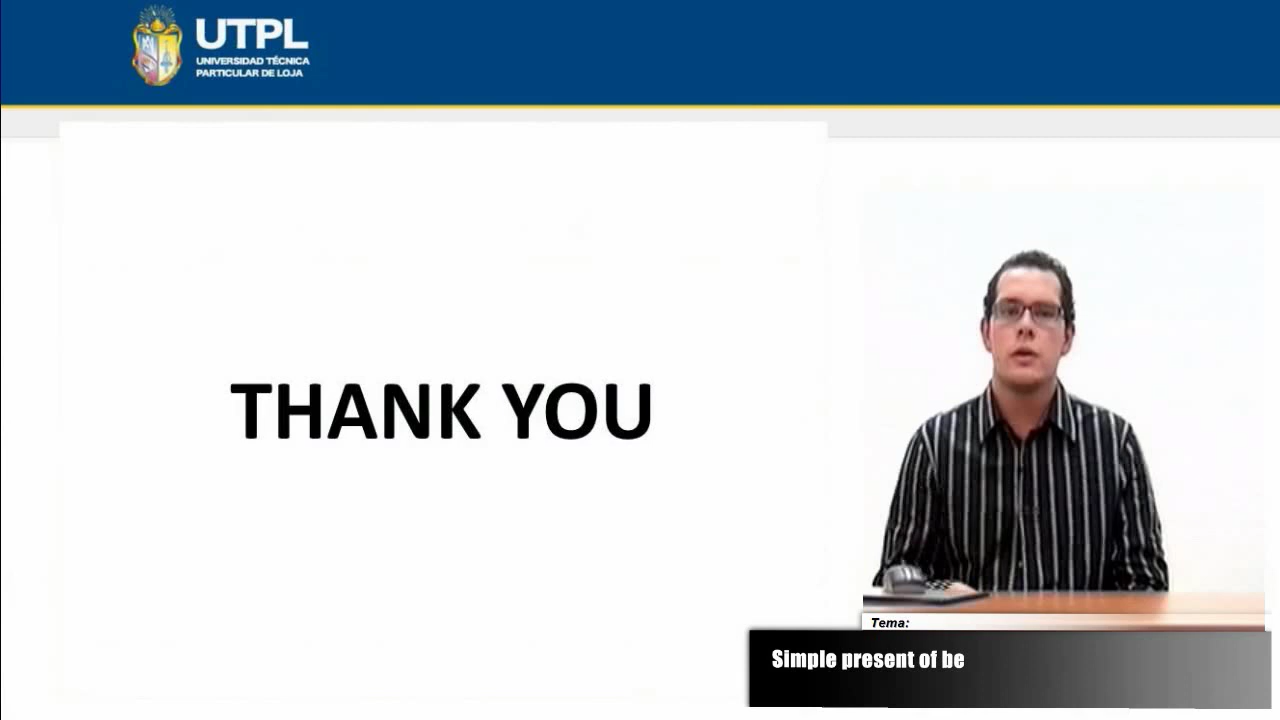 UTPL
UNIVERSIDAD TÉCNICA
PARTICULAR DE LOJA
THANK YOU
Tema:
Simple present of be